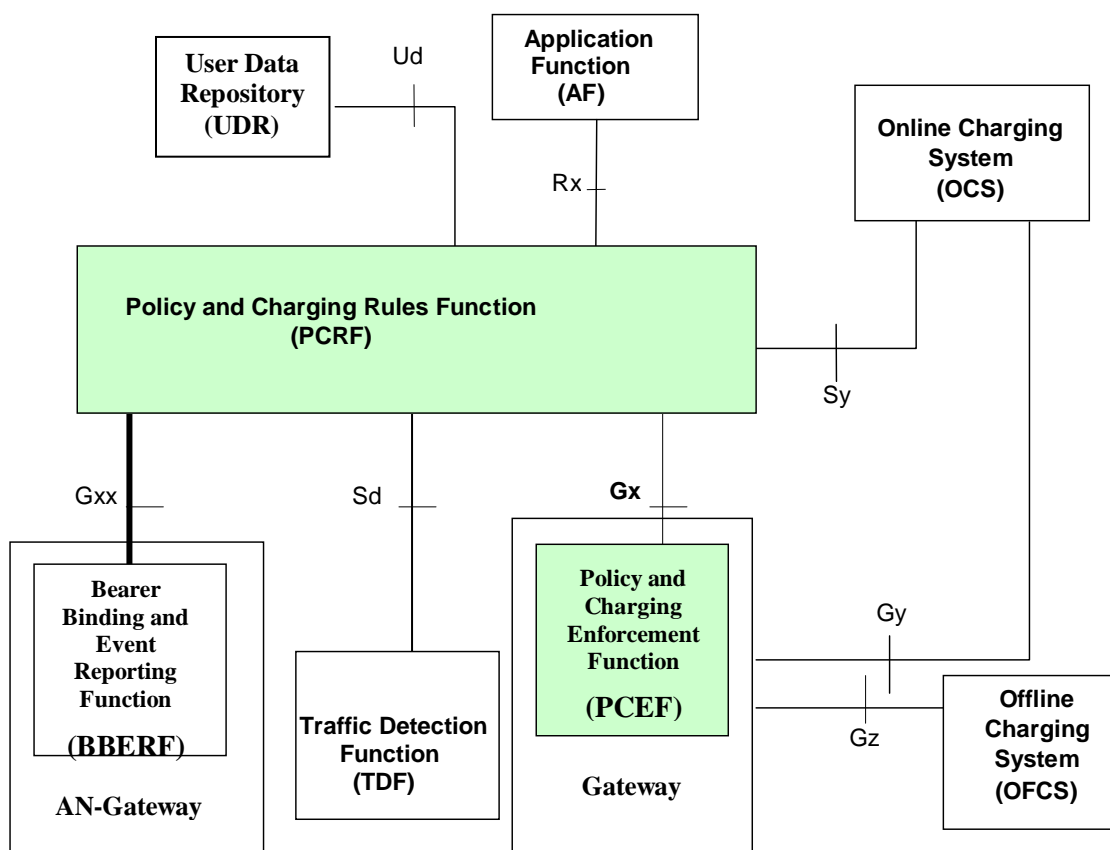 User Data
Repository
(UDR)
Ud
Application
Function
(AF)
Rx
Online Charging
System
(OCS)
Policy and Charging Rules Function
(PCRF)
Sy
Gxx
Sd
Gx
Bearer
Binding and
Event
Reporting
Function
(BBERF)
AN-Gateway
Traffic Detection
Function
(TDF)
Policy and
Charging
Enforcement
Function
(PCEF)
Gateway
Gy
Gz
Offline
Charging
System
(OFCS)